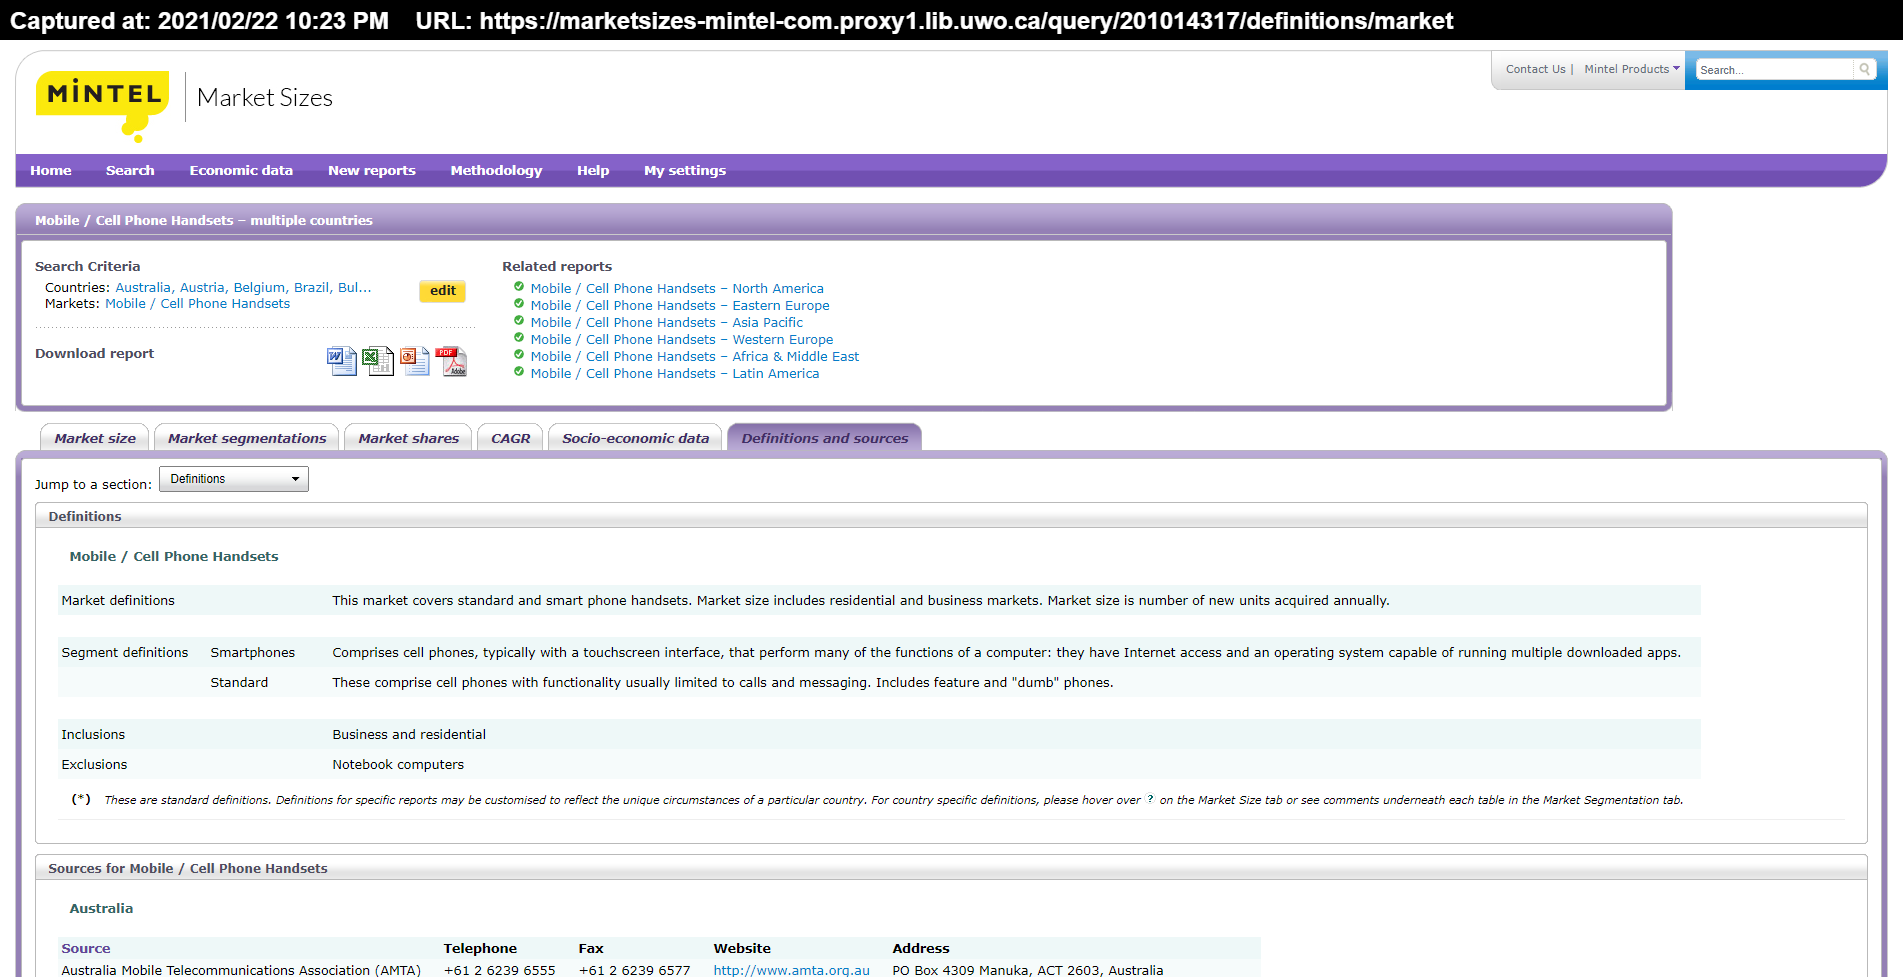 Captured at: 2021/02/22 10:23 PM URL: https://marketsizes-mintel-com.proxy1.lib.uwo.ca/query/201014317/definitions/market
Contact Us | Mintel Products
Search...
MiNTEL
Market Sizes
Home Search Economic data New reports Methodology Help My settings
Mobile / Cell Phone Handsets – multiple countries
Search Criteria
Countries: Australia, Austria, Belgium, Brazil, Bul...
Markets: Mobile / Cell Phone Handsets
edit
Download report
Related reports
Mobile / Cell Phone Handsets – North America
Mobile / Cell Phone Handsets – Eastern Europe
Mobile / Cell Phone Handsets – Asia Pacific
Mobile / Cell Phone Handsets – Western Europe
Mobile / Cell Phone Handsets – Africa & Middle East
Mobile / Cell Phone Handsets – Latin America
Market size Market segmentations Market shares CAGR Socio-economic data Definitions and sources
Jump to a section: Definitions
Definitions
Mobile / Cell Phone Handsets
Market definitions This market covers standard and smart phone handsets. Market size includes residential and business markets. Market size is number of new units acquired annually.
Segment definitions Smartphones Comprises cell phones, typically with a touchscreen interface, that perform many of the functions of a computer: they have Internet access and an operating system capable of running multiple downloaded apps.
Standard These comprise cell phones with functionality usually limited to calls and messaging. Includes feature and "dumb" phones.
Inclusions Business and residential
Exclusions Notebook computers
(*) These are standard definitions. Definitions for specific reports may be customised to reflect the unique circumstances of a particular country. For country specific definitions, please hover over ? on the Market Size tab or see comments underneath each table in the Market Segmentation tab.
Sources for Mobile / Cell Phone Handsets
Australia
Source Telephone Fax Website Address
Australia Mobile Telecommunications Association (AMTA) +61 2 6239 6555 +61 2 6239 6577 http://www.amta.org.au PO Box 4309 Manuka, ACT 2603, Australia